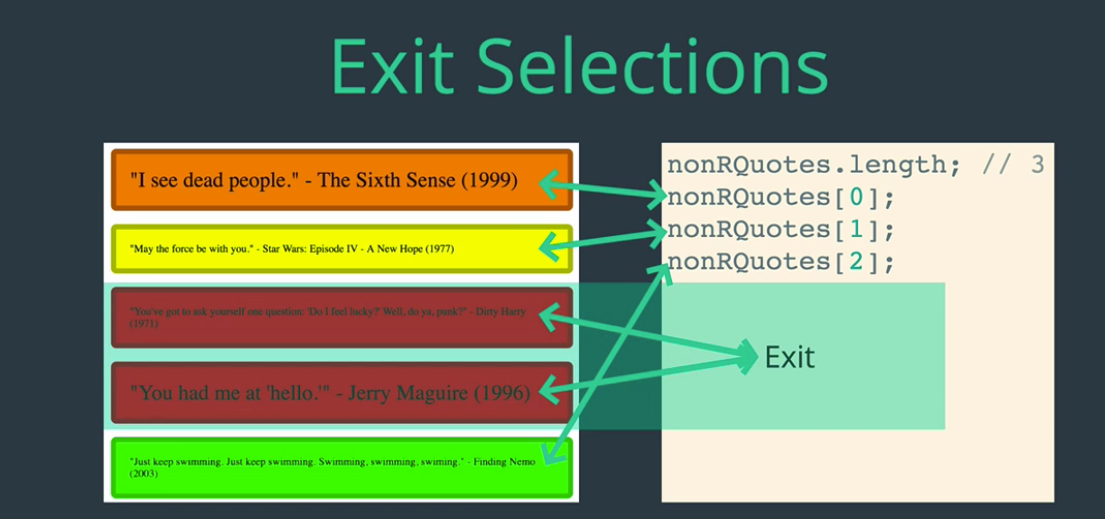 Exit Selections
"I see dead people." - The Sixth Sense (1999)
"May the force be with you." - Star Wars: Episode IV - A New Hope (1977)
"You've got to ask yourself one question: 'Do I feel lucky?' Well, do ya, punk?" - Dirty Harry
(1971)
"You had me at 'hello.'" - Jerry Maguire (1996)
"Just keep swimming. Just keep swimming. Swimming, swimming, swiming." - Finding Nemo
(2003)
nonRQuotes.length; // 3
nonRQuotes[0];
nonRQuotes[1];
nonRQuotes[2];
Exit